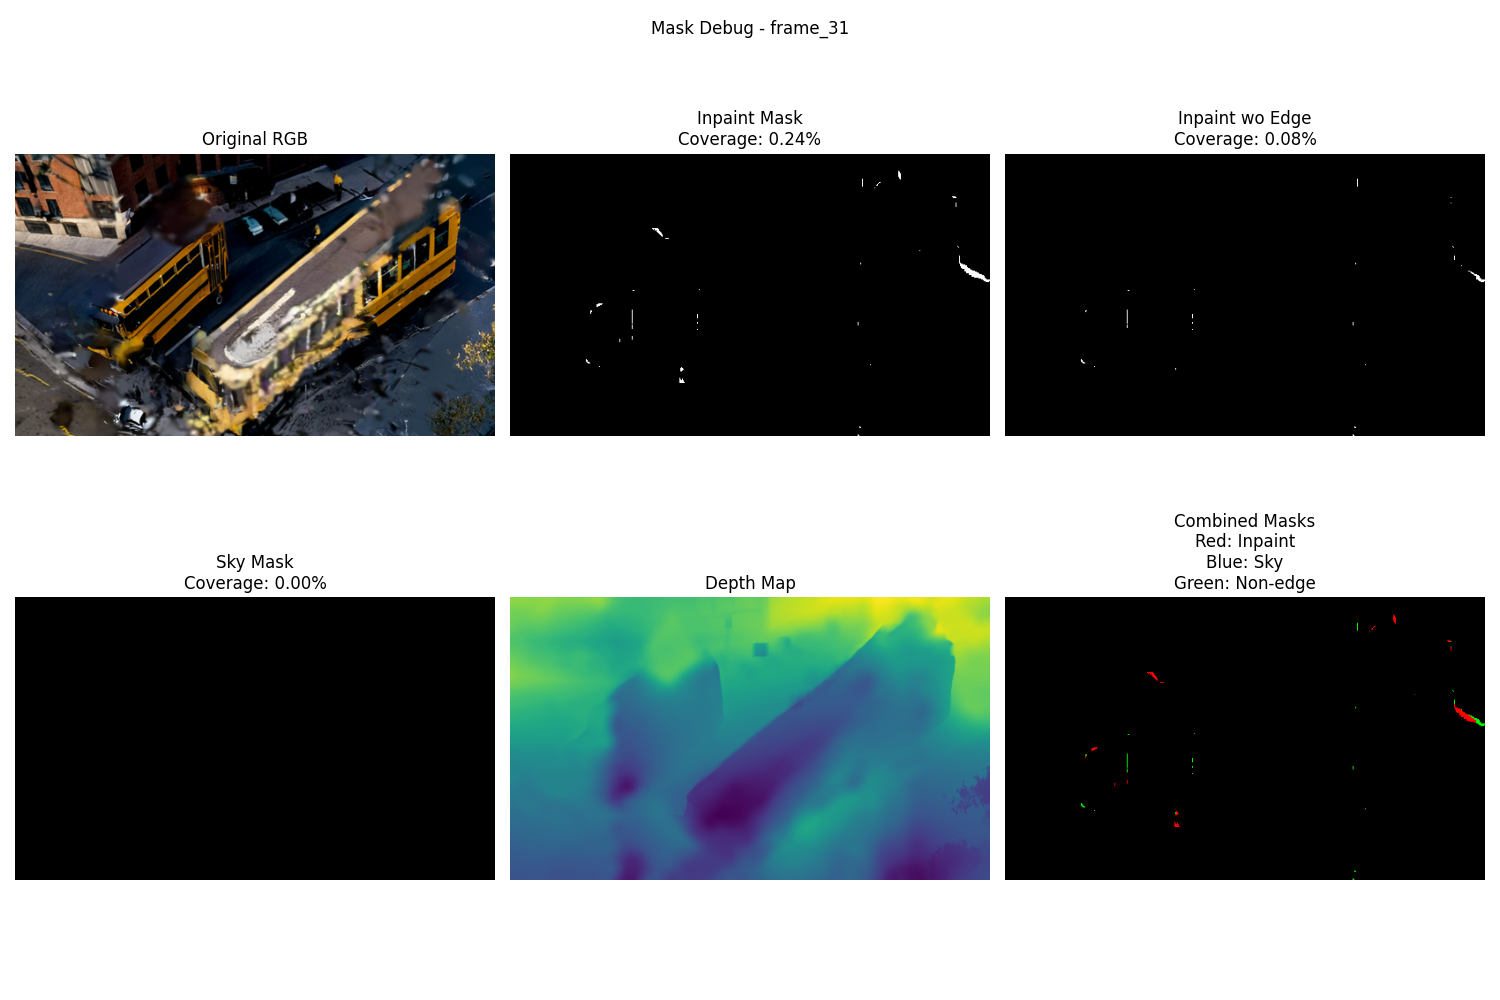 Mask Debug - frame_31
Original RGB
Inpaint Mask
Coverage: 0.24%
Inpaint wo Edge
Coverage: 0.08%
Sky Mask
Coverage: 0.00%
Depth Map
Combined Masks
Red: Inpaint
Blue: Sky
Green: Non-edge